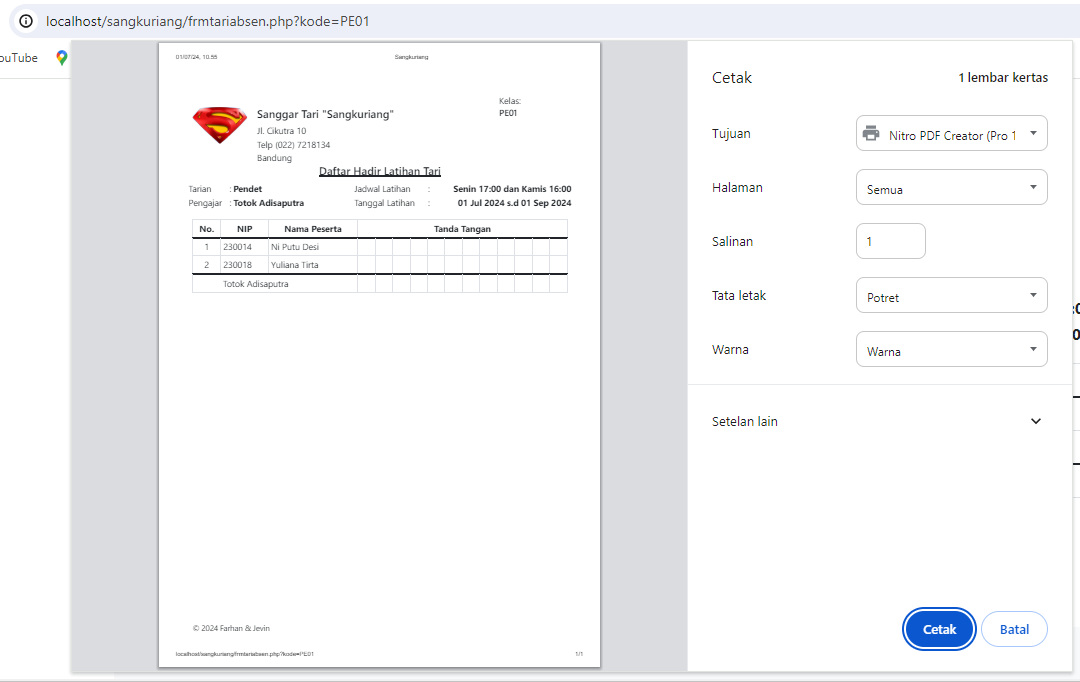 localhost/sangkuriang/frmtariabsen.php?kode=PE01
ouTube
01/07/24, 10.55 Sangkuriang
Kelas:
PE01
Sanggar Tari "Sangkuriang"
Jl. Cikutra 10
Telp (022) 7218134
Bandung
Daftar Hadir Latihan Tari
Tarian : Pendet Jadwal Latihan : Senin 17:00 dan Kamis 16:00
Pengajar : Totok Adisaputra Tanggal Latihan : 01 Jul 2024 s.d 01 Sep 2024
No. NIP Nama Peserta Tanda Tangan
1 230014 Ni Putu Desi
2 230018 Yuliana Tirta
Totok Adisaputra
© 2024 Farhan & Jevin
localhost/sangkuriang/frmtariabsen.php?kode=PE01 1/1
Cetak 1 lembar kertas
Tujuan Nitro PDF Creator (Pro 1
Halaman Semua
Salinan 1
Tata letak Potret
Warna Warna
Setelan lain
Cetak Batal